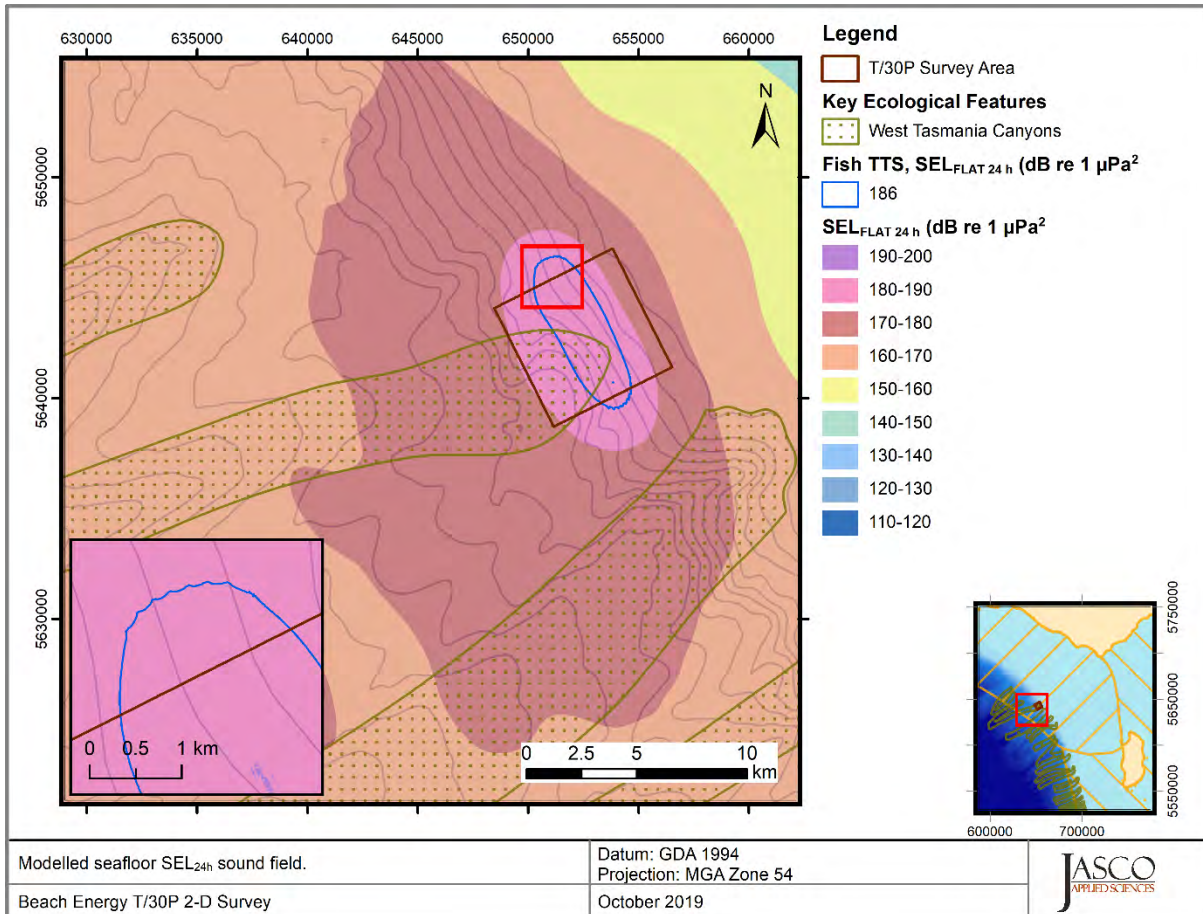 630000 635000 640000 645000 650000 655000 660000
5650000
5640000
5630000
N
0 0.5 1 km
0 2.5 5 10
km
Legend
T/30P Survey Area
Key Ecological Features
West Tasmania Canyons
Fish TTS, SELFLAT 24 h (dB re 1 µPa²
186
SELFLAT 24 h (dB re 1 µPa²
190-200
180-190
170-180
160-170
150-160
140-150
130-140
120-130
110-120
5750000
5650000
5550000
600000 700000
Modelled seafloor SEL24h sound field.
Datum: GDA 1994
Projection: MGA Zone 54
Beach Energy T/30P 2-D Survey
October 2019
JASCO
APPLIED SCIENCES